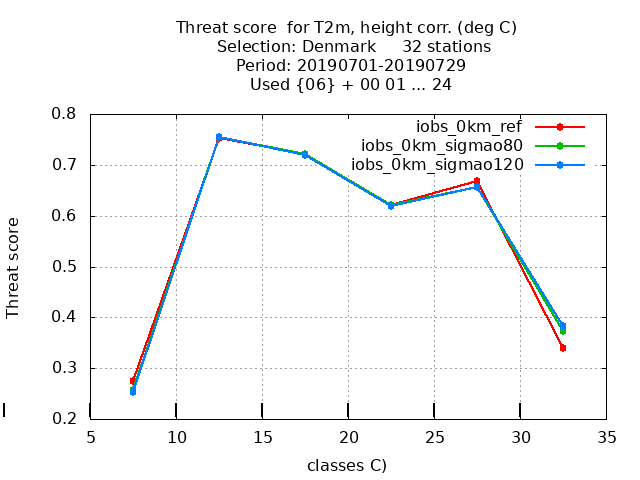 Threat score  for T2m, height corr. (deg C)
Selection: Denmark     32 stations
Period: 20190701-20190729
Used {06} + 00 01 ... 24
iobs_0km_ref
iobs_0km_sigmao80
iobs_0km_sigmao120
Threat score
0.8
0.7
0.6
0.5
0.4
0.3
0.2
5 10 15 20 25 30 35
classes C)